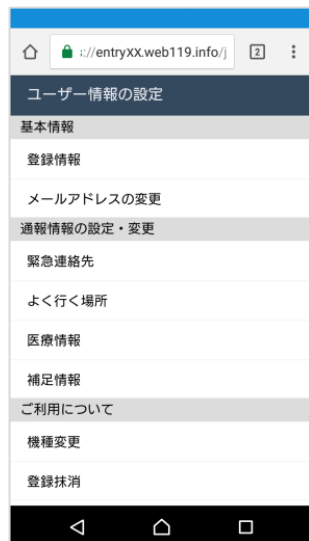 ://entryXX.web119.info/j
2
ユーザー情報の設定
基本情報
登録情報
メールアドレスの変更
通報情報の設定・変更
緊急連絡先
よく行く場所
医療情報
補足情報
ご利用について
機種変更
登録抹消